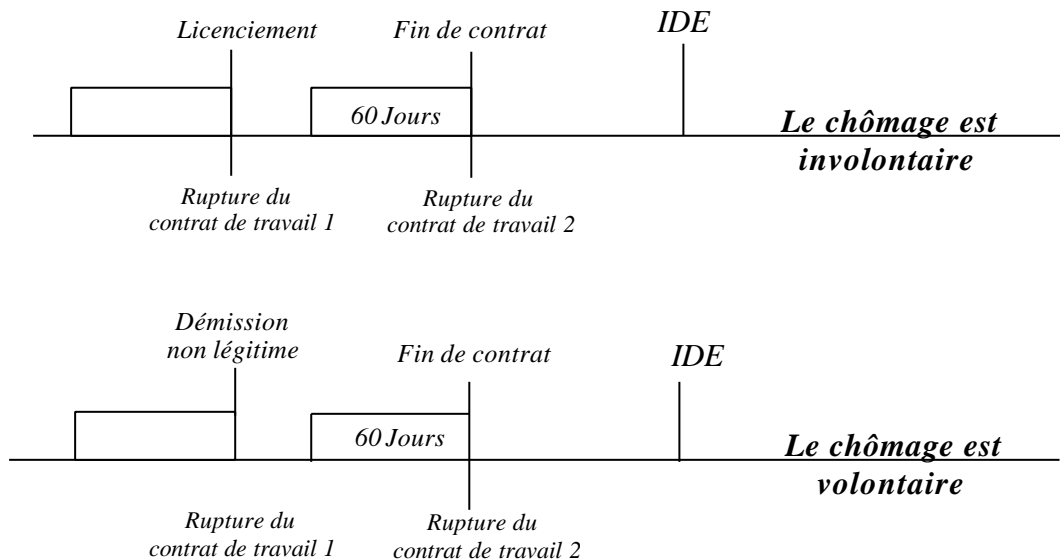 Licenciement
Fin de contrat
IDE
60 Jours
Le chômage est
involontaire
Rupture du
contrat de travail 1
Rupture du
contrat de travail 2
Démission
non légitime
Fin de contrat
IDE
60 Jours
Le chômage est
volontaire
Rupture du
contrat de travail 1
Rupture du
contrat de travail 2